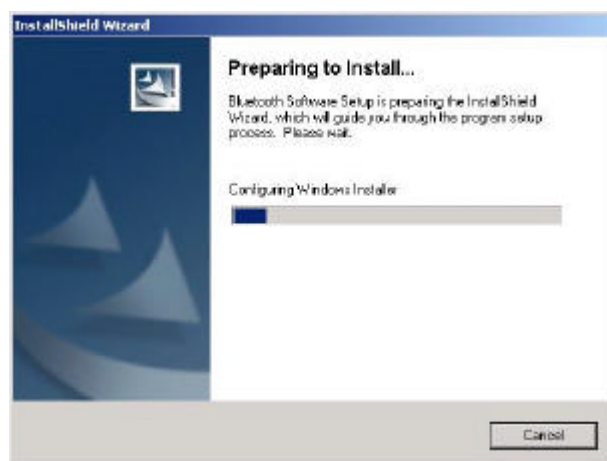 InstallShield Wizard
Preparing to Install...
Bluetooth Software Setup is preparing the InstallShield
Wizard, which will guide you through the program setup
process. Please wait.
Configuring Windows Installer
Cancel